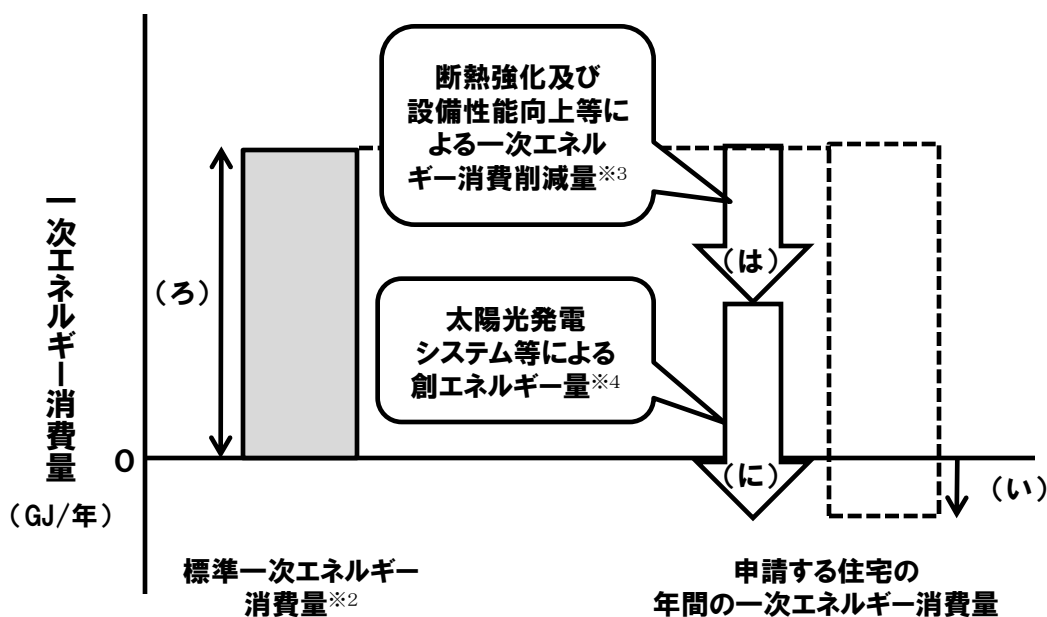 断熱強化及び
設備性能向上等に
よる一次エネル
ギー消費削減量※3
一次エネルギー消費量
(GJ/年)
(ろ)
(は)
太陽光発電
システム等による
創エネルギー量※4
0
(に)
(い)
標準一次エネルギー
消費量※2
申請する住宅の
年間の一次エネルギー消費量